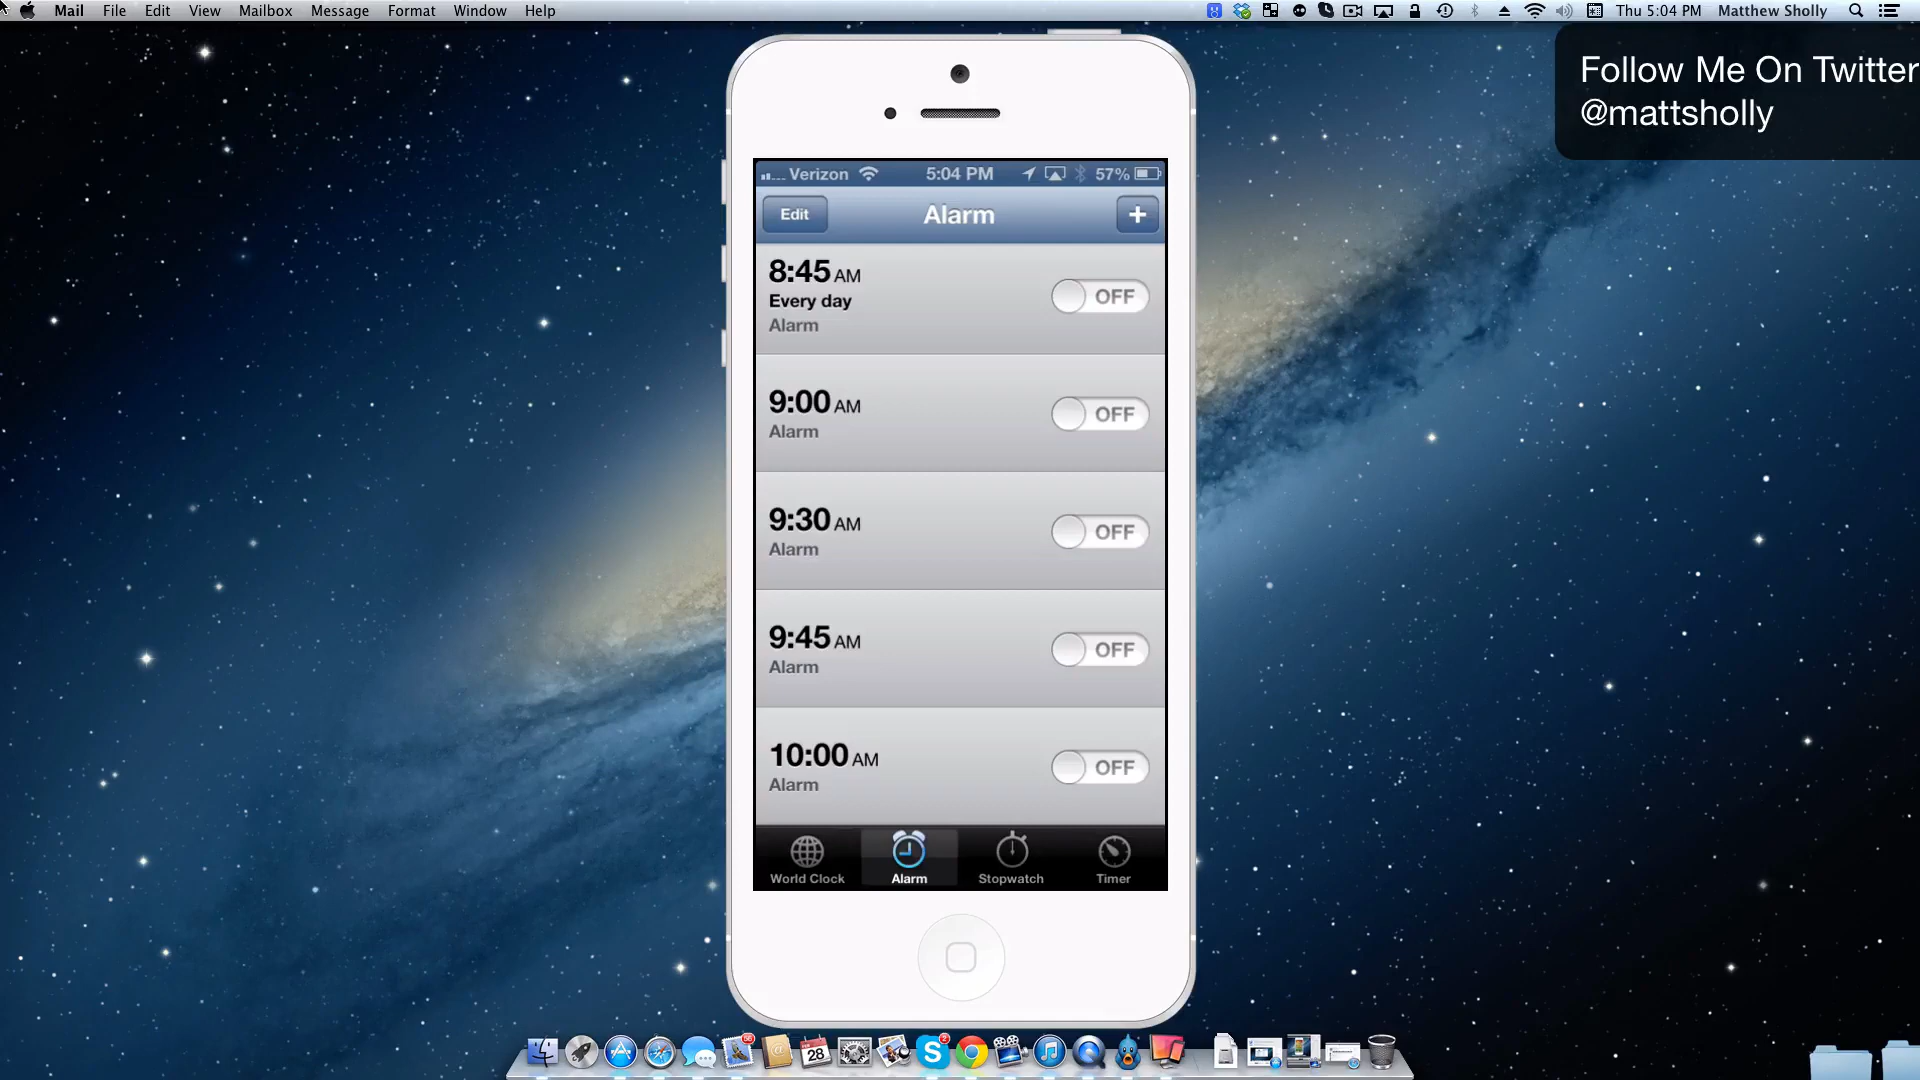 Mail File Edit View Mailbox Message Format Window Help
Thu 5:04 PM Matthew Sholly
Follow Me On Twitter
@mattsholly
Verizon 5:04 PM 57%
Edit Alarm +
8:45 AM
Every day
Alarm
OFF
9:00 AM
Alarm
OFF
9:30 AM
Alarm
OFF
9:45 AM
Alarm
OFF
10:00 AM
Alarm
OFF
World Clock Alarm Stopwatch Timer
28
2